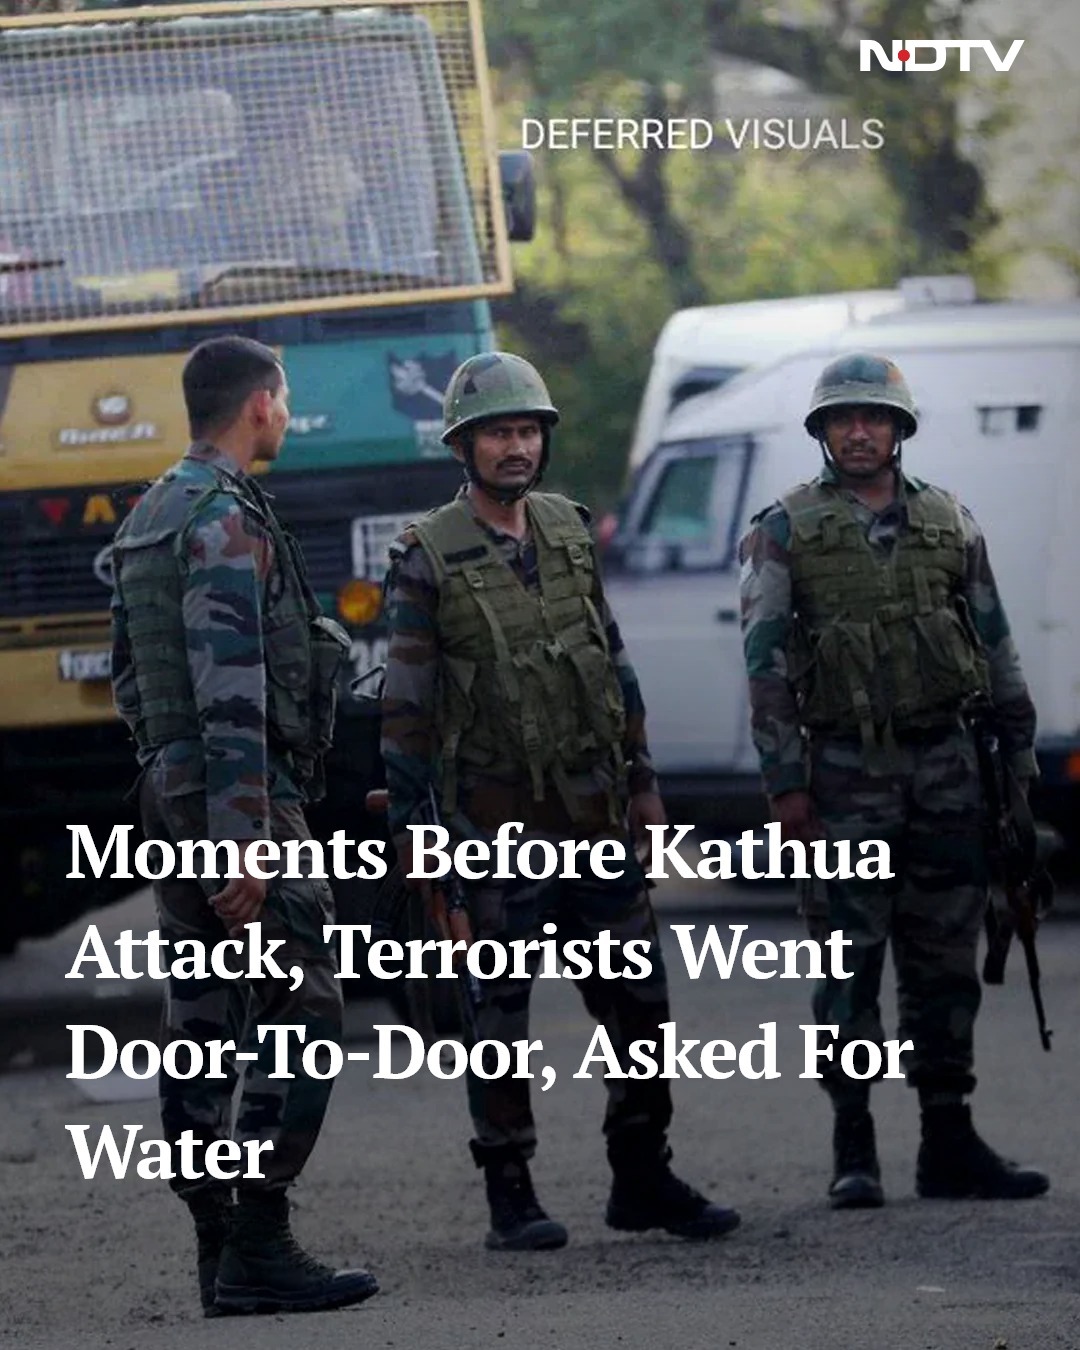 NDTV
DEFERRED VISUALS
Moments Before Kathua
Attack, Terrorists Went
Door-To-Door, Asked For
Water